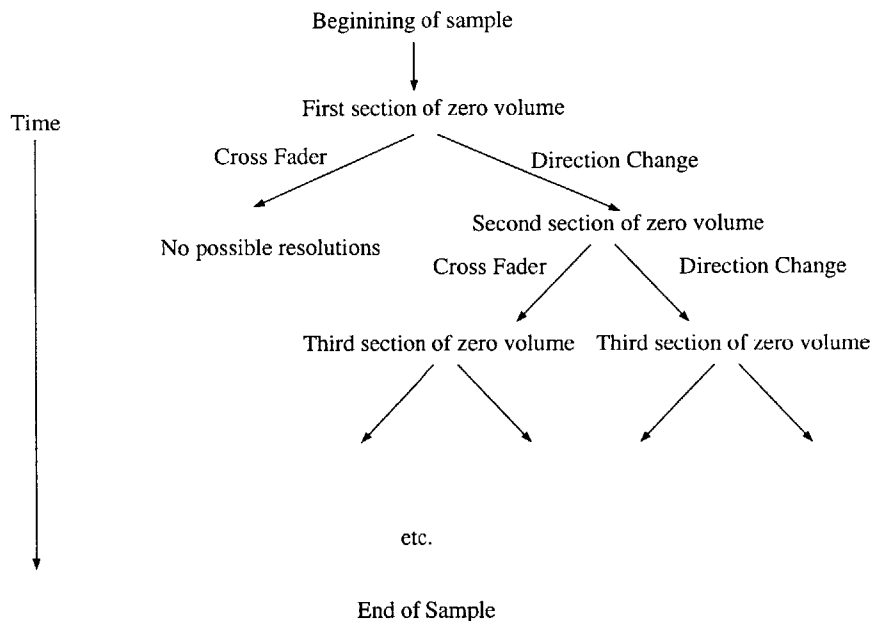 Beginining of sample
First section of zero volume
Time
Cross Fader
Direction Change
Second section of zero volume
No possible resolutions
Cross Fader
Direction Change
Third section of zero volume
Third section of zero volume
etc.
End of Sample